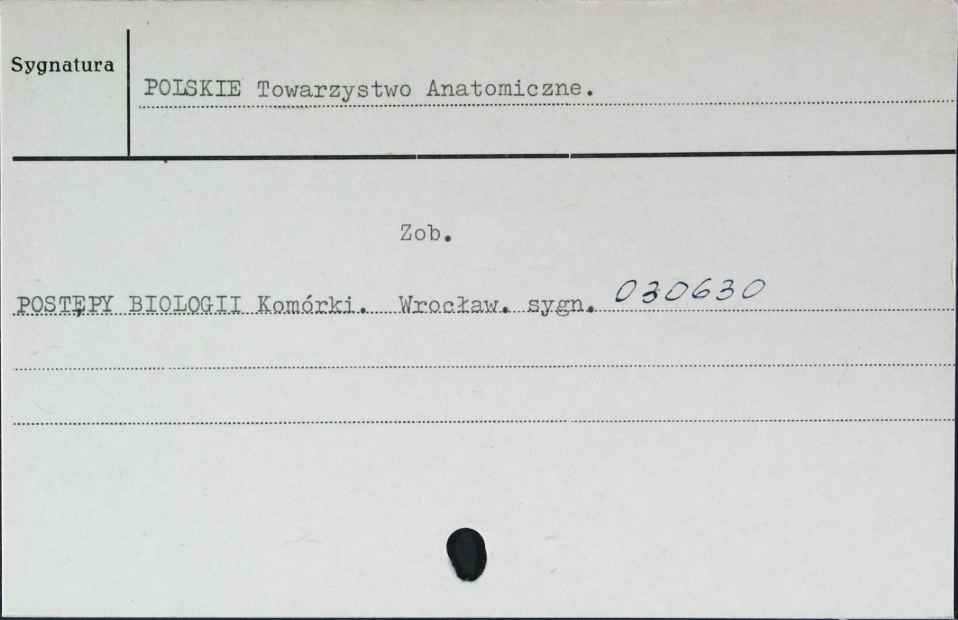 Sygnatura
POLSKIE Towarzystwo Anatomiczne.
Zob.
POSTĘPY BIOLOGII Komórki. Wrocław. sygn. 030630